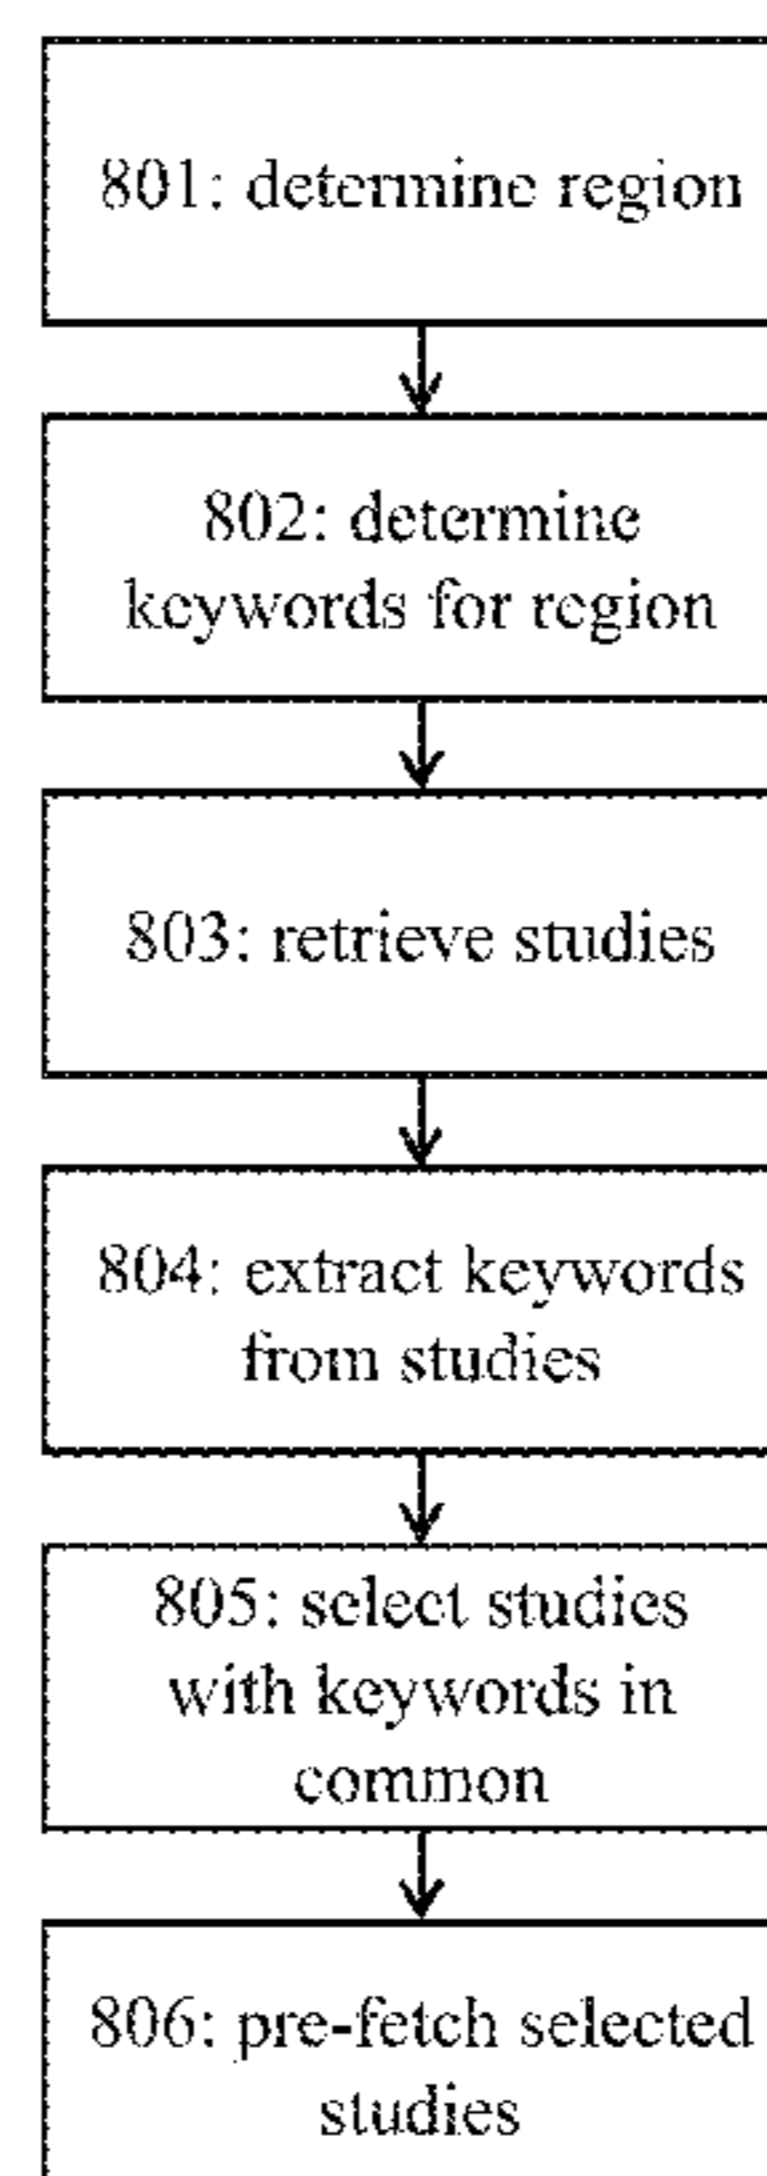 801: determine region
802: determine
keywords for region
803: retrieve studies
804: extract keywords
from studies
805: select studies
with keywords in
common
806: pre-fetch selected
studies